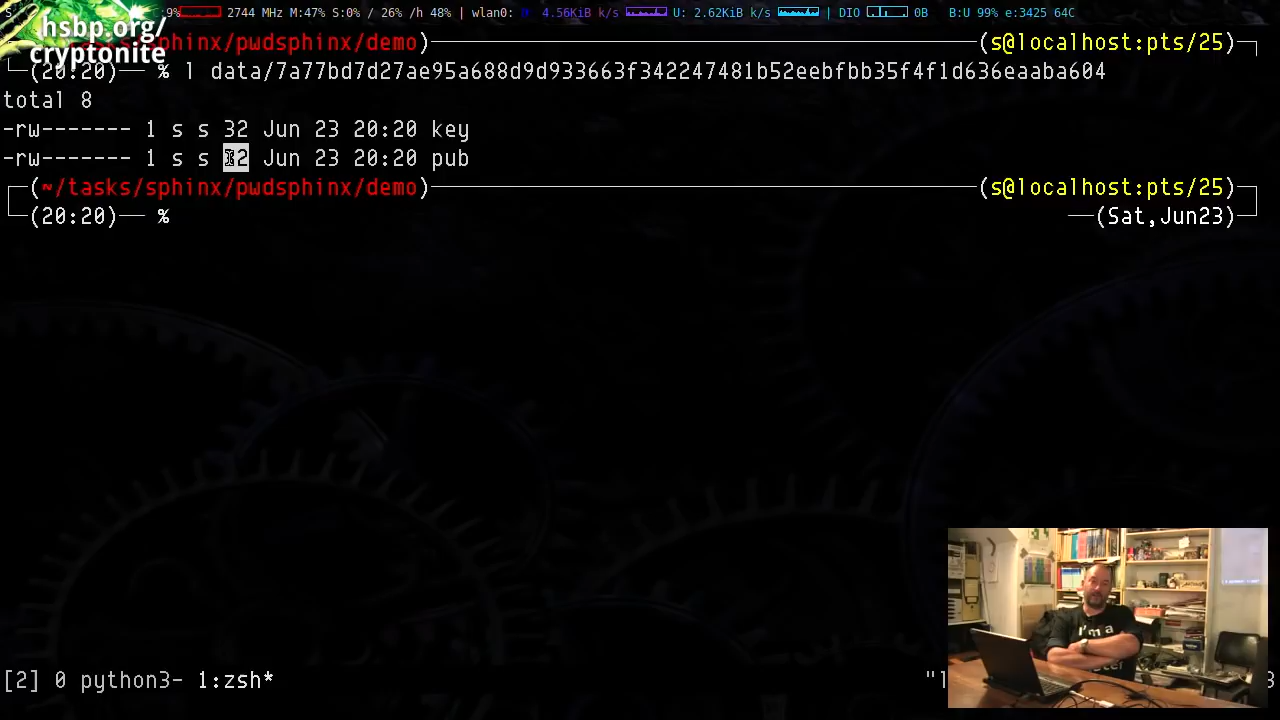 9% 2744 MHz M:47% S:0% / 26% /h 48% | wlan0: 4.56KiB k/s U: 2.62KiB k/s | DIO 0B B:U 99% e:3425 64C
hsbp.org/
cryptonite
sphinx/pwdsphinx/demo) (s@localhost:pts/25)
(20:20) % l data/7a77bd7d27ae95a688d9d933663f342247481b52eebfbb35f4f1d636eaaba604
total 8
-rw------- 1 s s 32 Jun 23 20:20 key
-rw------- 1 s s 32 Jun 23 20:20 pub
(~/tasks/sphinx/pwdsphinx/demo) (s@localhost:pts/25)
(20:20) % (Sat,Jun23)
I'm a
[2] 0 python3- 1:zsh* "l